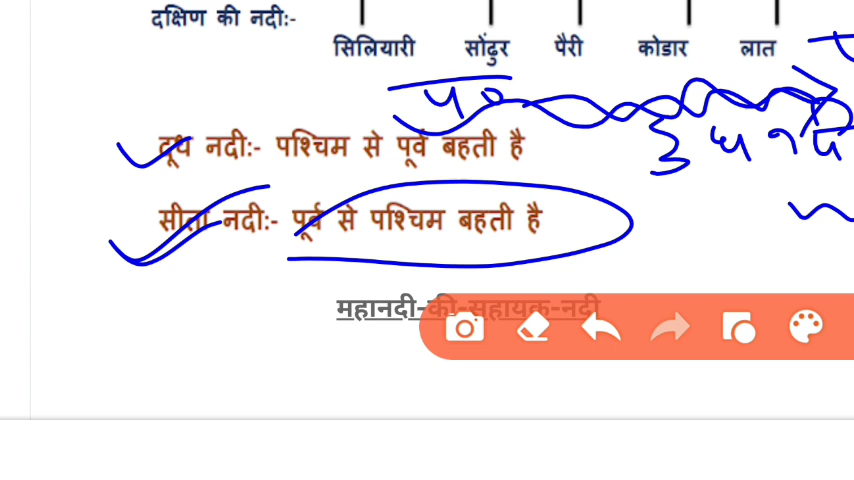 दक्षिण की नदी:-
सिलियारी सोंढुर पैरी कोडार लात
दूध नदी:- पश्चिम से पूर्व बहती है
सीता नदी:- पूर्व से पश्चिम बहती है
महानदी-की-सहायक-नदी